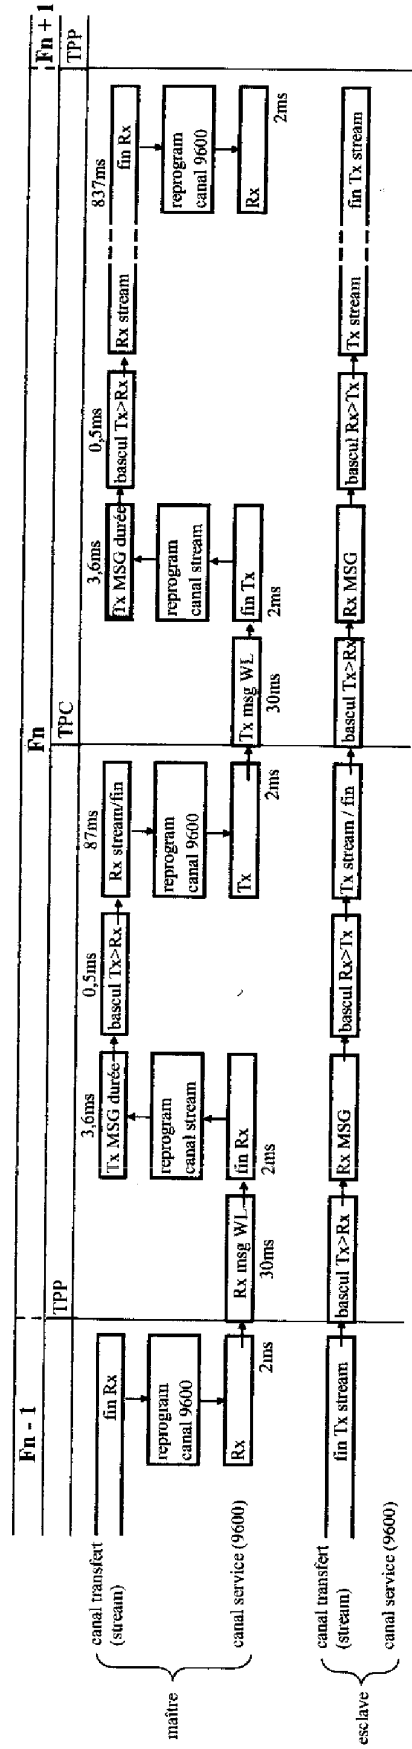 Fn - 1
Fn
Fn + 1
TPP
TPC
TPP
maître
canal transfert
(stream)
fin Rx
3,6ms
Tx MSG durée
0,5ms
bascul Tx>Rx
87ms
Rx stream/fin
3,6ms
Tx MSG durée
0,5ms
bascul Tx>Rx
Rx stream
837ms
fin Rx
reprogram
canal 9600
reprogram
canal stream
reprogram
canal 9600
reprogram
canal stream
reprogram
canal 9600
canal service (9600)
Rx
2ms
Rx msg WL
30ms
fin Rx
2ms
Tx
2ms
Tx msg WL
30ms
fin Tx
2ms
Rx
2ms
esclave
canal transfert
(stream)
fin Tx stream
bascul Tx>Rx
Rx MSG
bascul Rx>Tx
Tx stream / fin
bascul Tx>Rx
Rx MSG
bascul Rx>Tx
Tx stream
fin Tx stream
canal service (9600)